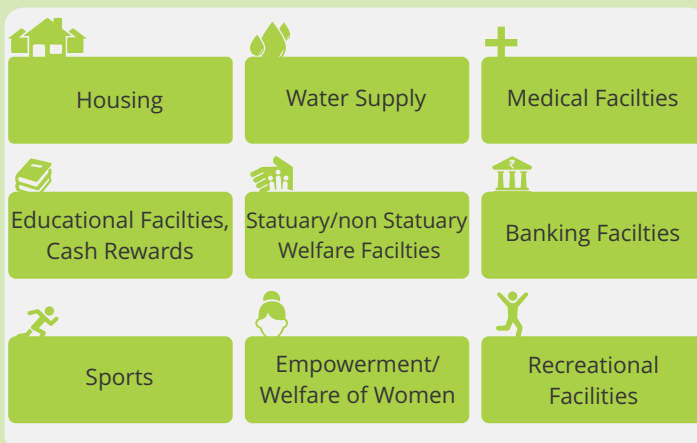 Housing
Water Supply
Medical Facilties
Educational Facilties,
Cash Rewards
Statuary/non Statuary
Welfare Facilties
₹
Banking Facilties
Sports
Empowerment/
Welfare of Women
Recreational
Facilities